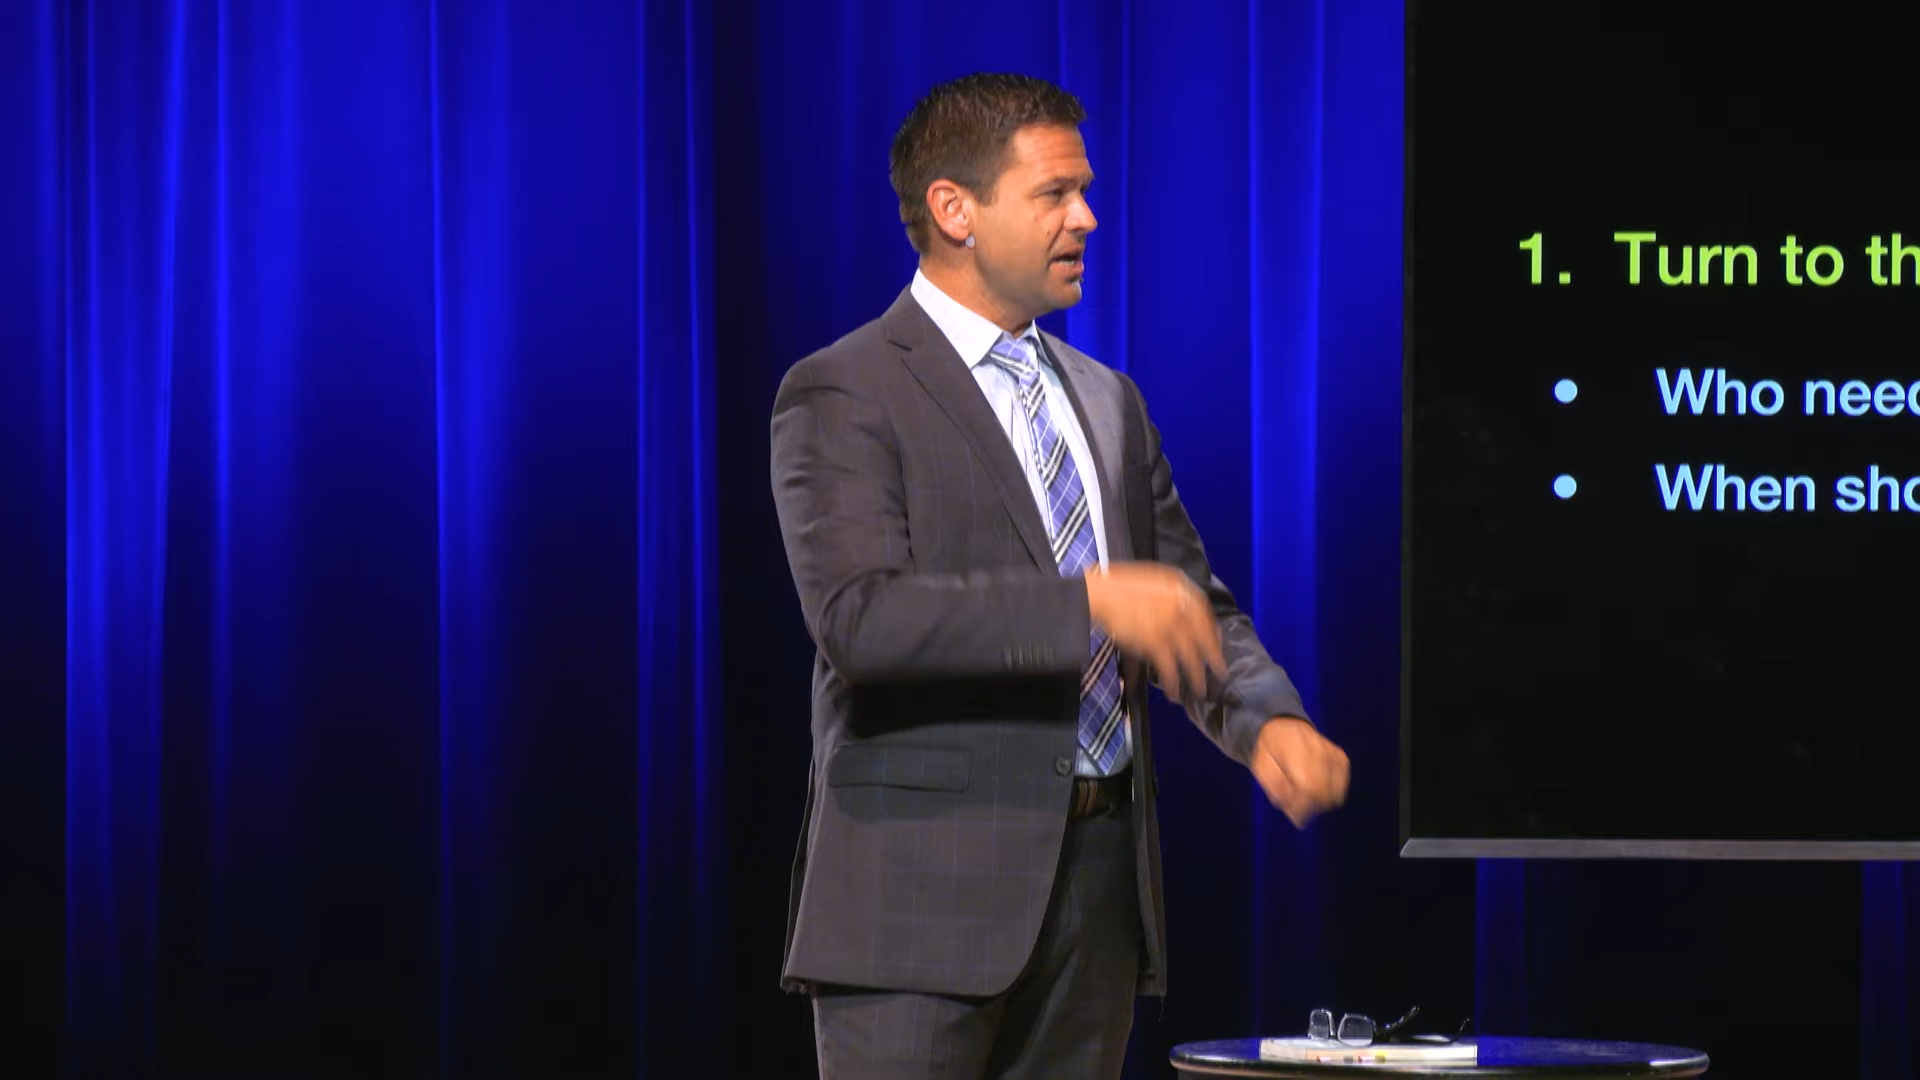 1. Turn to th
• Who need
• When sho